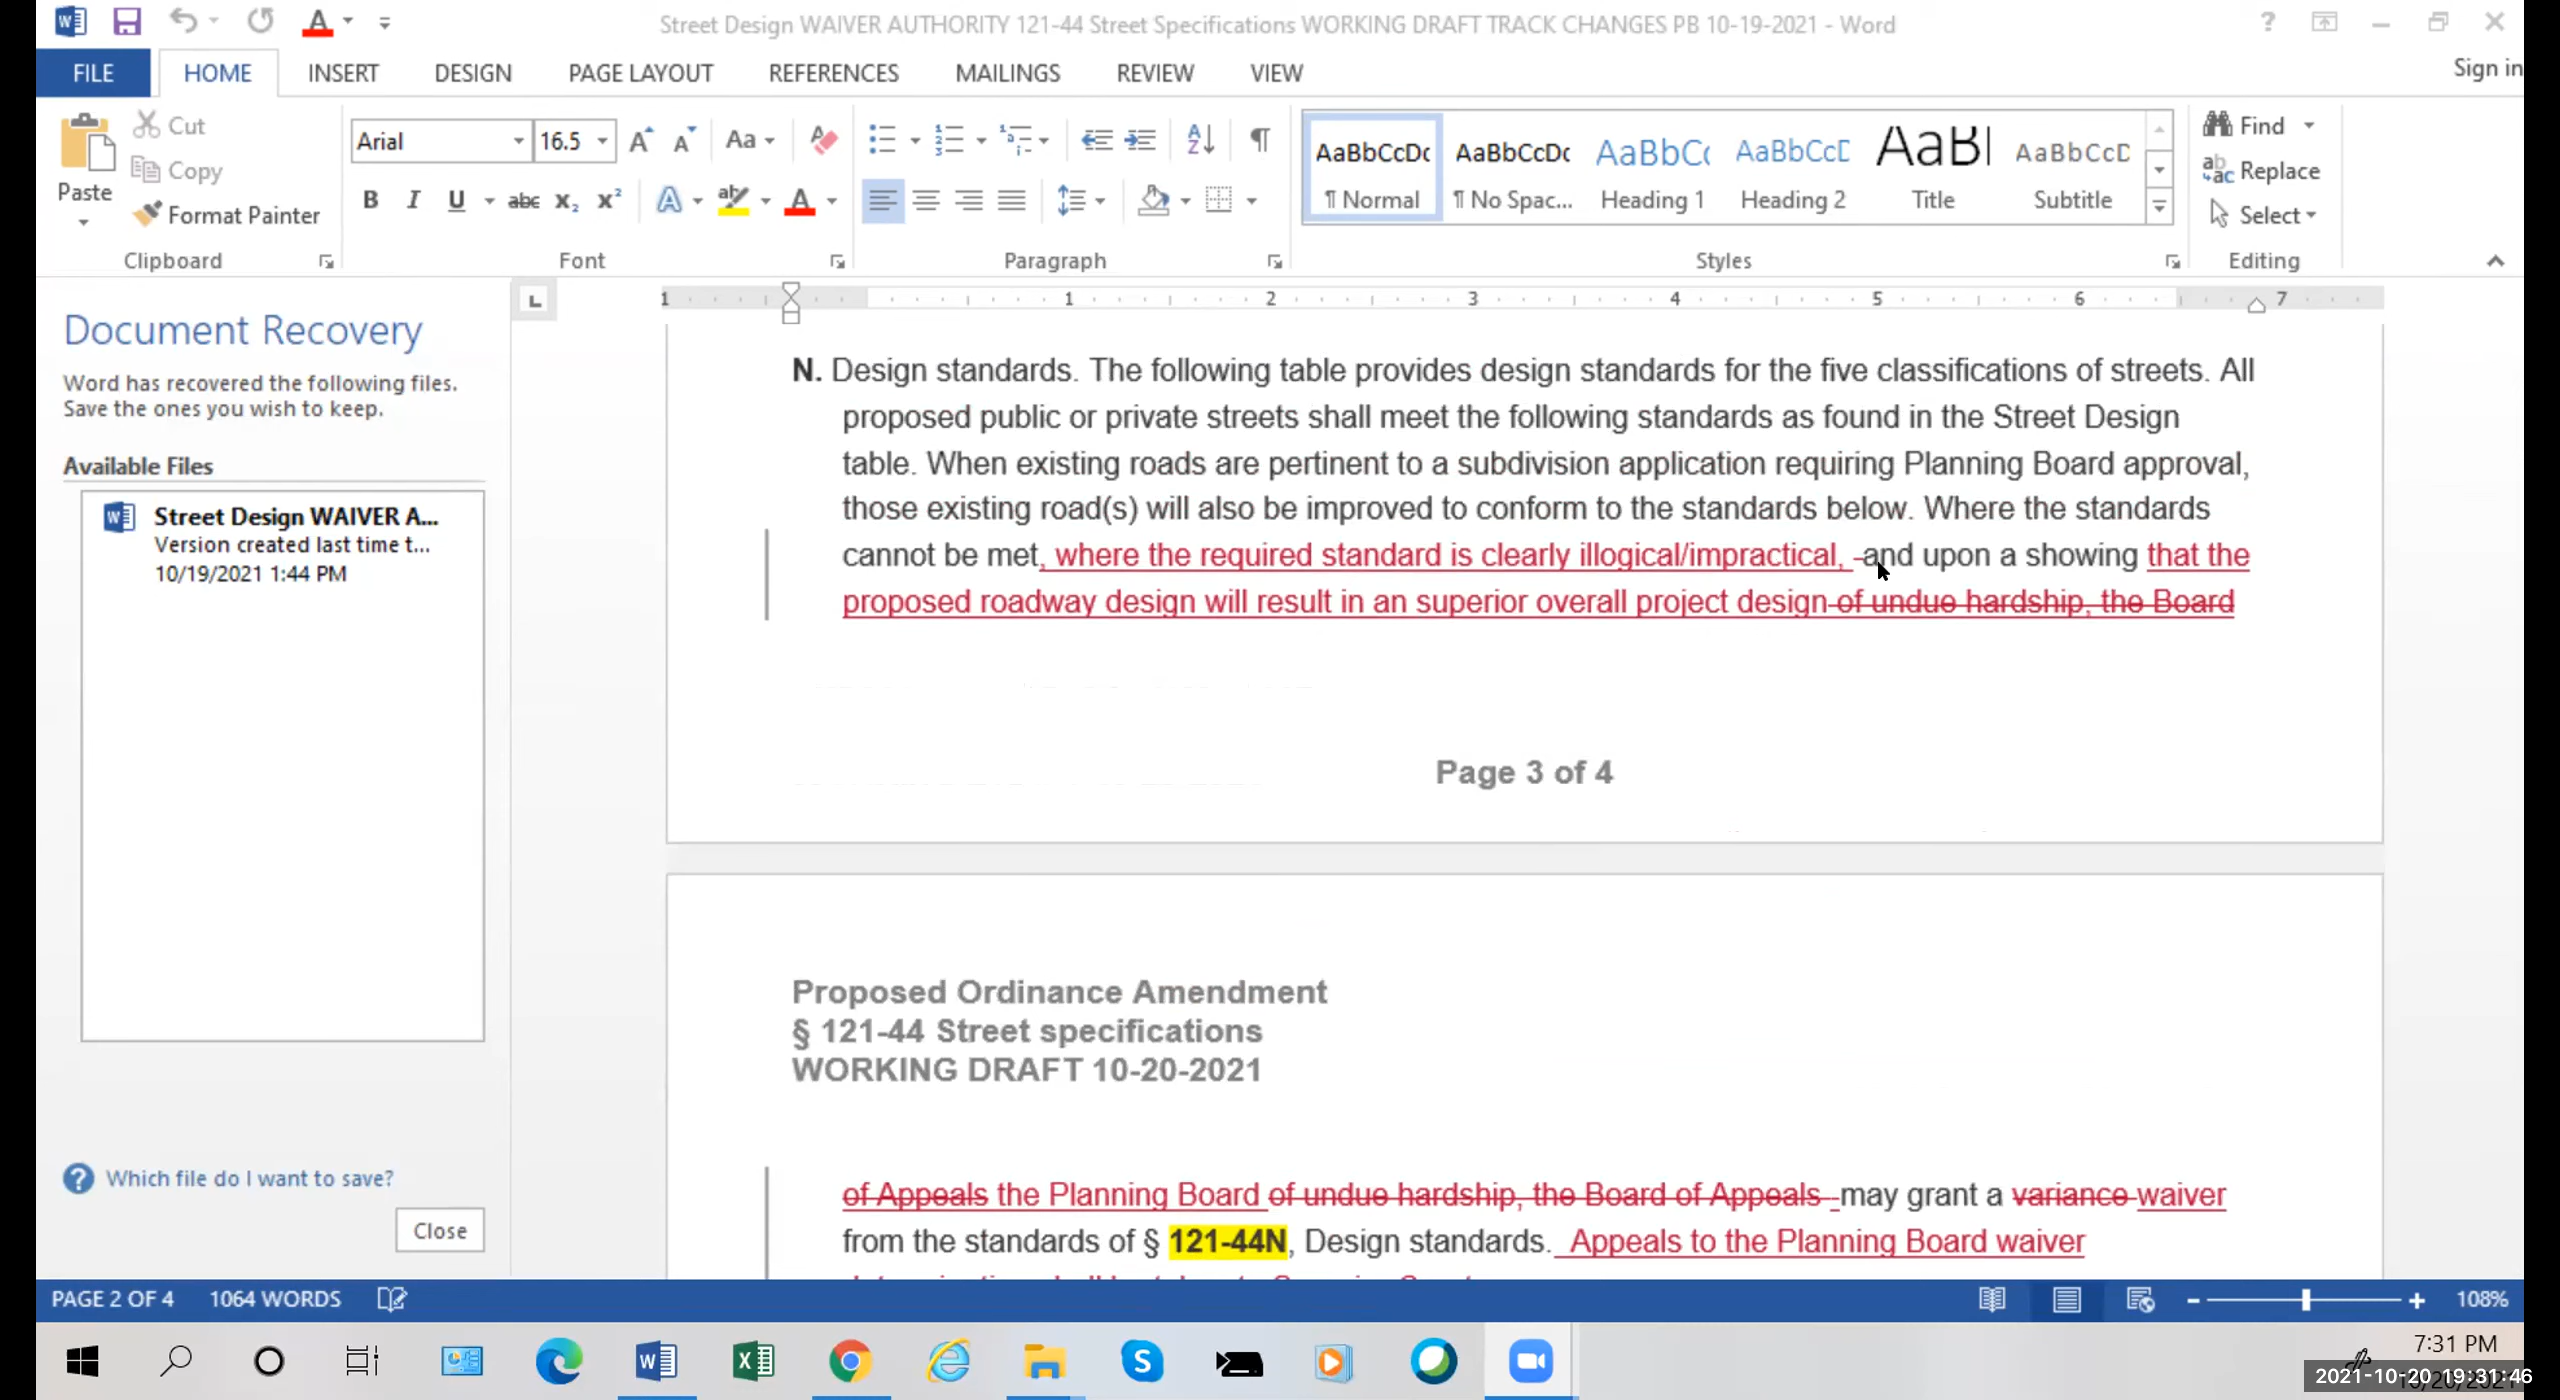 Street Design WAIVER AUTHORITY 121-44 Street Specifications WORKING DRAFT TRACK CHANGES PB 10-19-2021 - Word
FILE HOME INSERT DESIGN PAGE LAYOUT REFERENCES MAILINGS REVIEW VIEW Sign in
Paste
Cut
Copy
Format Painter
Clipboard
Arial 16.5
Font
Paragraph
AaBbCcDc AaBbCcDc AaBbC AaBbCcD AaBl AaBbCcD
¶ Normal ¶ No Spac... Heading 1 Heading 2 Title Subtitle
Styles
Find
Replace
Select
Editing
1 1 2 3 4 5 6 7
Document Recovery
Word has recovered the following files.
Save the ones you wish to keep.
Available Files
Street Design WAIVER A...
Version created last time t...
10/19/2021 1:44 PM
Which file do I want to save?
Close
N. Design standards. The following table provides design standards for the five classifications of streets. All
proposed public or private streets shall meet the following standards as found in the Street Design
table. When existing roads are pertinent to a subdivision application requiring Planning Board approval,
those existing road(s) will also be improved to conform to the standards below. Where the standards
cannot be met, where the required standard is clearly illogical/impractical, -and upon a showing that the
proposed roadway design will result in an superior overall project design of undue hardship, the Board
Page 3 of 4
Proposed Ordinance Amendment
§ 121-44 Street specifications
WORKING DRAFT 10-20-2021
of Appeals the Planning Board of undue hardship, the Board of Appeals may grant a variance waiver
from the standards of § 121-44N, Design standards. Appeals to the Planning Board waiver
PAGE 2 OF 4 1064 WORDS 108%
7:31 PM
2021-10-20 19:31:46